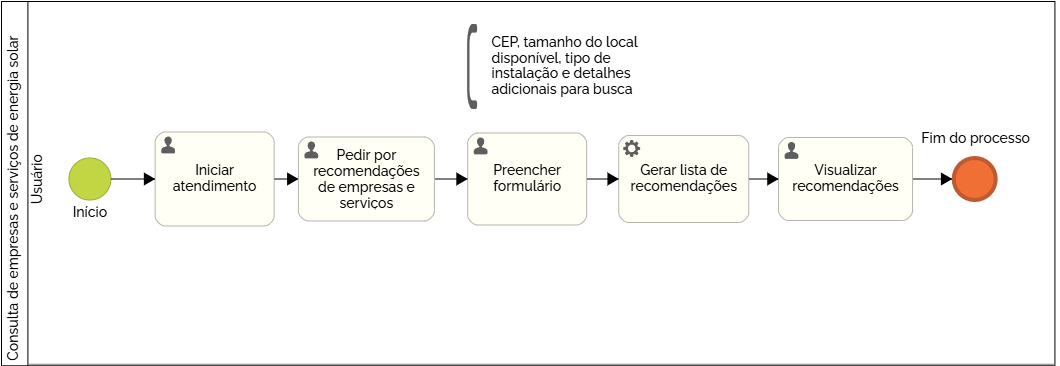 Consulta de empresas e serviços de energia solar
Usuário
CEP, tamanho do local
disponível, tipo de
instalação e detalhes
adicionais para busca
Início
Iniciar
atendimento
Pedir por
recomendações
de empresas e
serviços
Preencher
formulário
Gerar lista de
recomendações
Visualizar
recomendações
Fim do processo